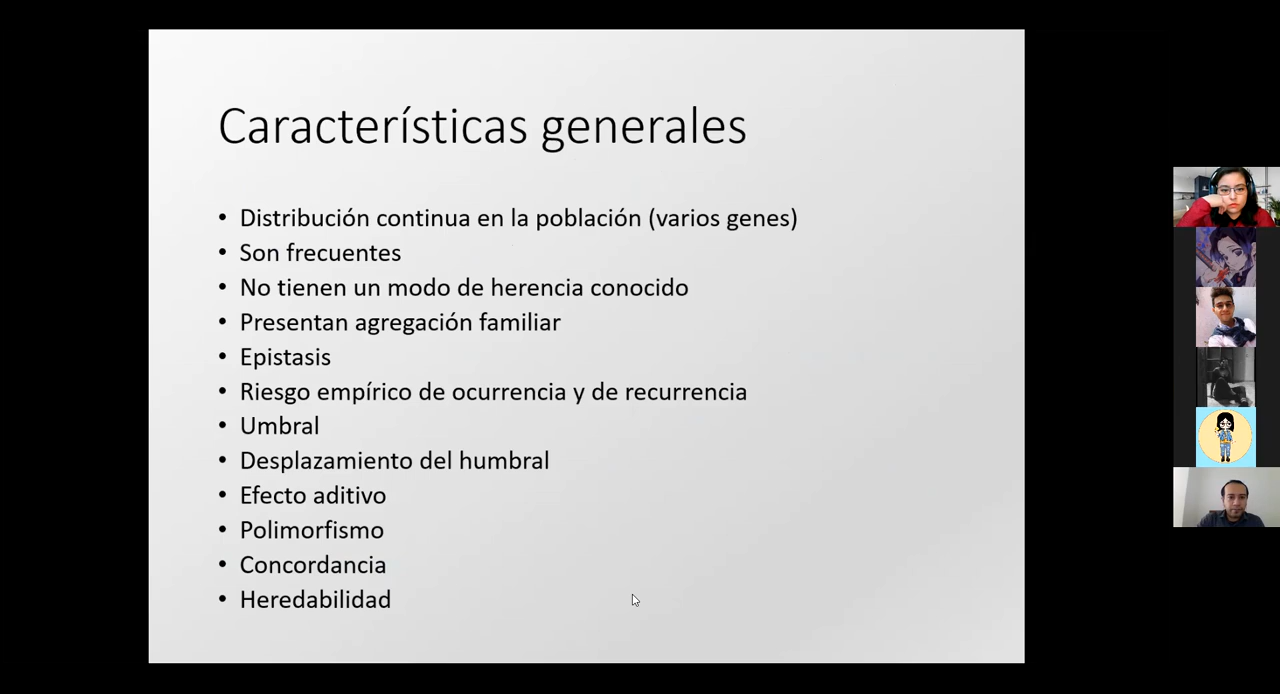 Características generales
• Distribución continua en la población (varios genes)
• Son frecuentes
• No tienen un modo de herencia conocido
• Presentan agregación familiar
• Epistasis
• Riesgo empírico de ocurrencia y de recurrencia
• Umbral
• Desplazamiento del humbral
• Efecto aditivo
• Polimorfismo
• Concordancia
• Heredabilidad